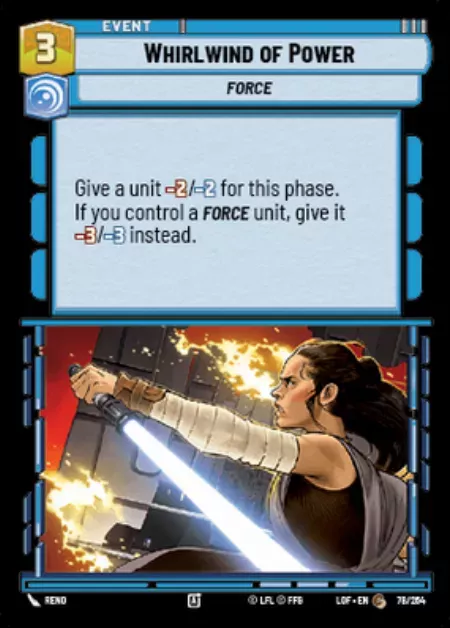 EVENT
3
WHIRLWIND OF POWER
FORCE
Give a unit -2/-2 for this phase.
If you control a FORCE unit, give it
-3/-3 instead.
RENO
A
© LFL © FFG
LOF • EN
78/264